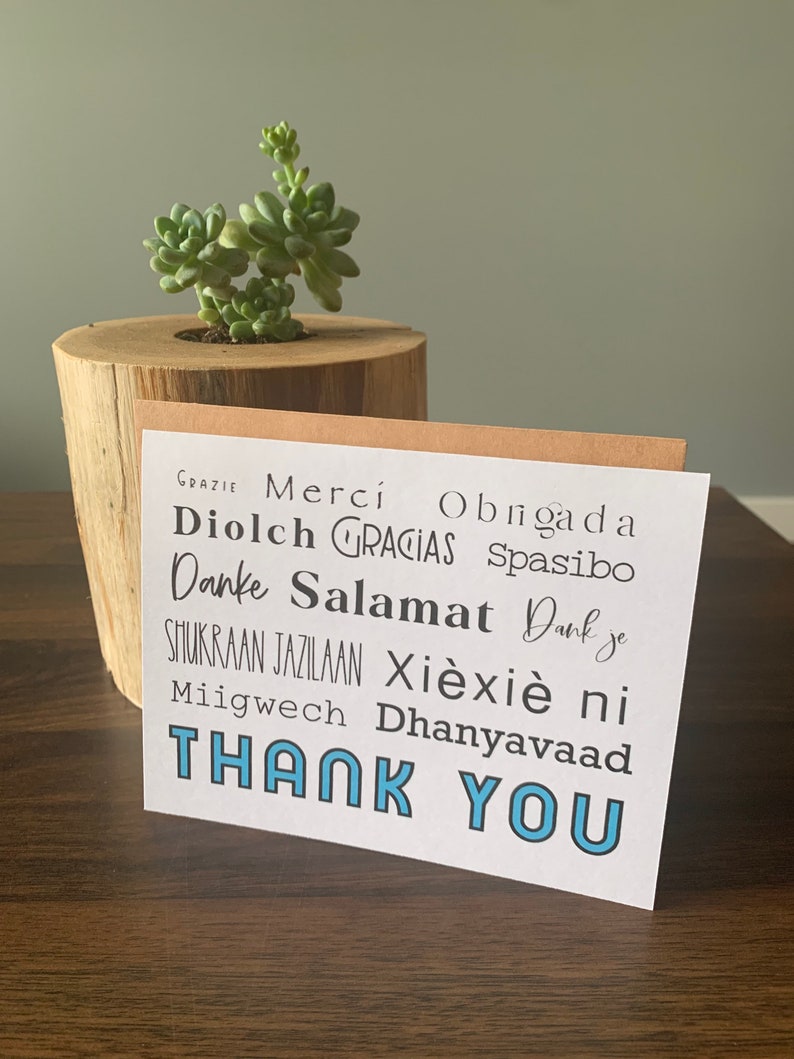 GRAZIE Merci Obrigada
Diolch GRACIAS Spasibo
Danke Salamat Dank je
SHUKRAAN JAZILAAN Xièxiè ni
Miigwech Dhanyavaad
THANK YOU